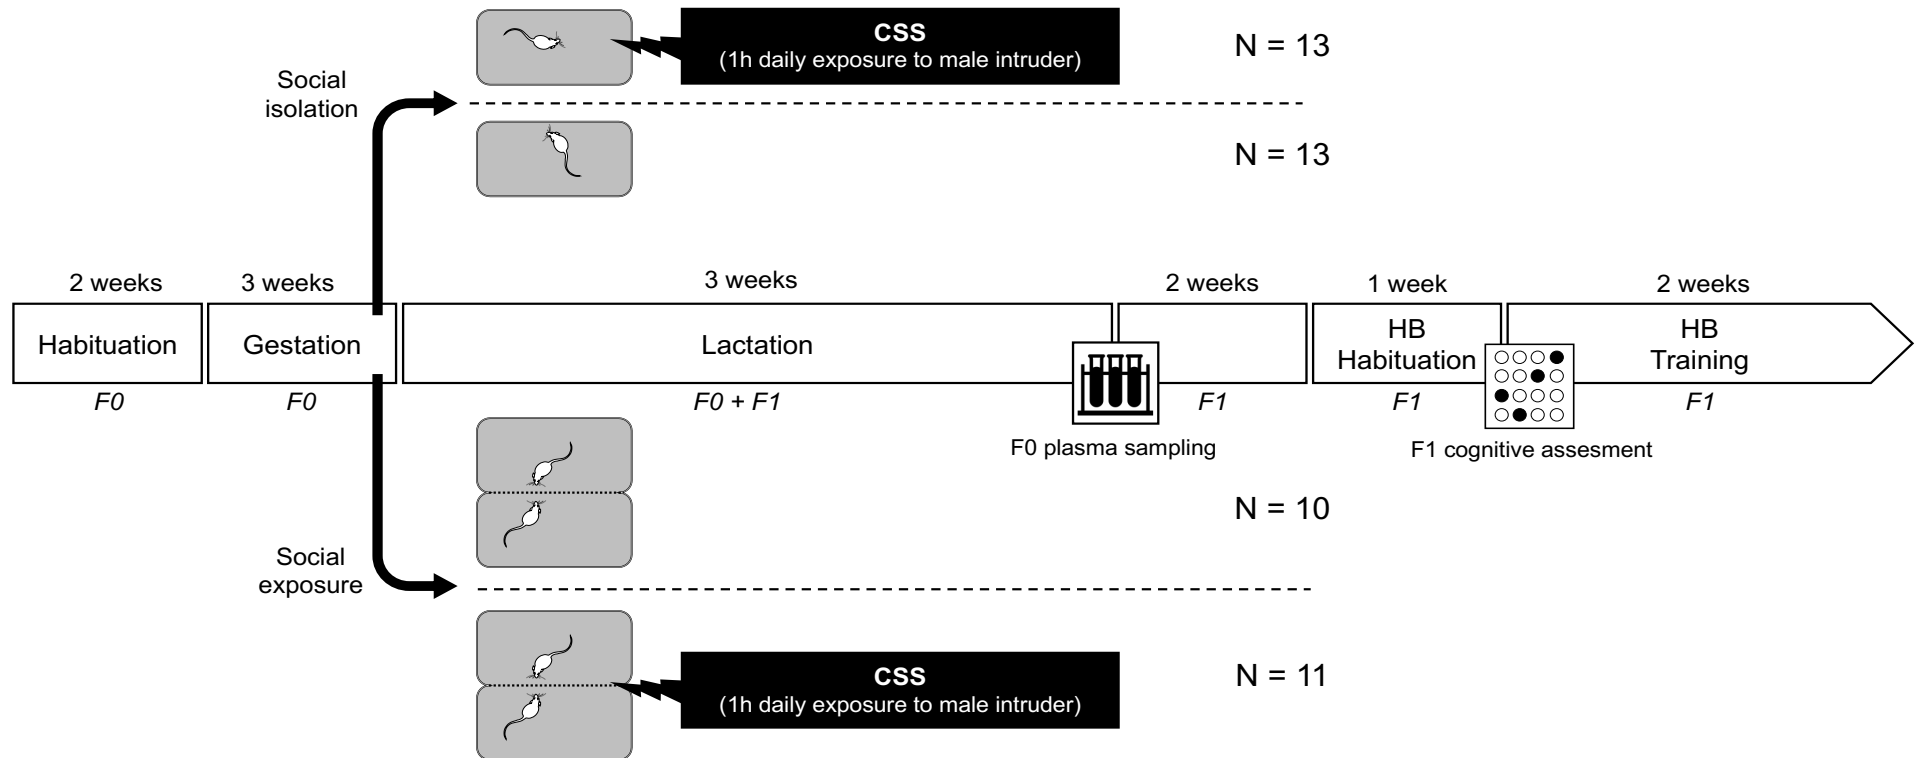 CSS
(1h daily exposure to male intruder)
N = 13
Social
isolation
N = 13
2 weeks
3 weeks
3 weeks
2 weeks
1 week
2 weeks
Habituation
Gestation
Lactation
HB
Habituation
HB
Training
F0
F0
F0 + F1
F1
F1
F1
F0 plasma sampling
F1 cognitive assesment
N = 10
Social
exposure
CSS
(1h daily exposure to male intruder)
N = 11